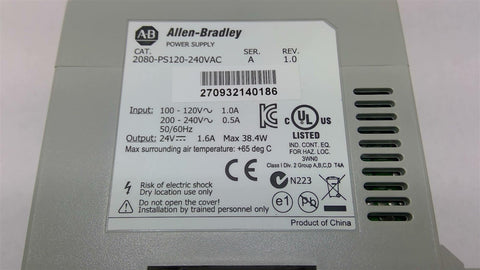 AB Allen-Bradley
POWER SUPPLY
CAT. SER. REV.
2080-PS120-240VAC A 1.0
270932140186
Input: 100 - 120V~ 1.0A
200 - 240V~ 0.5A
50/60Hz
Output: 24V⎓ 1.6A Max 38.4W
Max surrounding air temperature: +65 deg C
c UL US
LISTED
IND. CONT. EQ.
FOR HAZ. LOC.
3WN0
Class I Div. 2 Group A,B,C,D T4A
Risk of electric shock
Dry location use only
CE N223
Do not open the cover!
Installation by trained personnel only
e1 Pb
Product of China